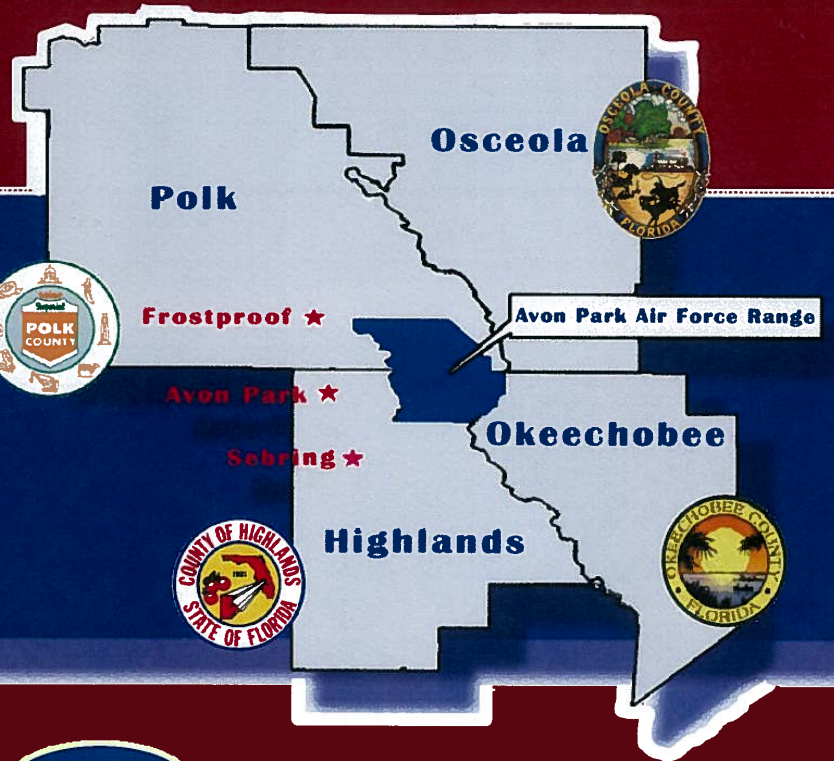 Osceola
OSCEOLA COUNTY
FLORIDA
Polk
POLK
COUNTY
Frostproof
Avon Park Air Force Range
Avon Park
Okeechobee
Sebring
Highlands
COUNTY OF HIGHLANDS
1921
STATE OF FLORIDA
OKEECHOBEE COUNTY
FLORIDA